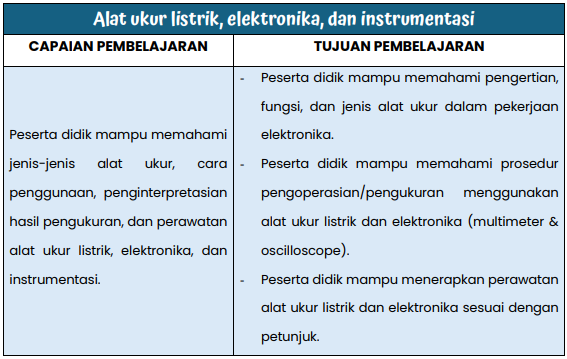 Alat ukur listrik, elektronika, dan instrumentasi
CAPAIAN PEMBELAJARAN
TUJUAN PEMBELAJARAN
Peserta didik mampu memahami
jenis-jenis alat ukur, cara
penggunaan, penginterpretasian
hasil pengukuran, dan perawatan
alat ukur listrik, elektronika, dan
instrumentasi.
- Peserta didik mampu memahami pengertian,
fungsi, dan jenis alat ukur dalam pekerjaan
elektronika.
- Peserta didik mampu memahami prosedur
pengoperasian/pengukuran menggunakan
alat ukur listrik dan elektronika (multimeter &
oscilloscope).
- Peserta didik mampu menerapkan perawatan
alat ukur listrik dan elektronika sesuai dengan
petunjuk.